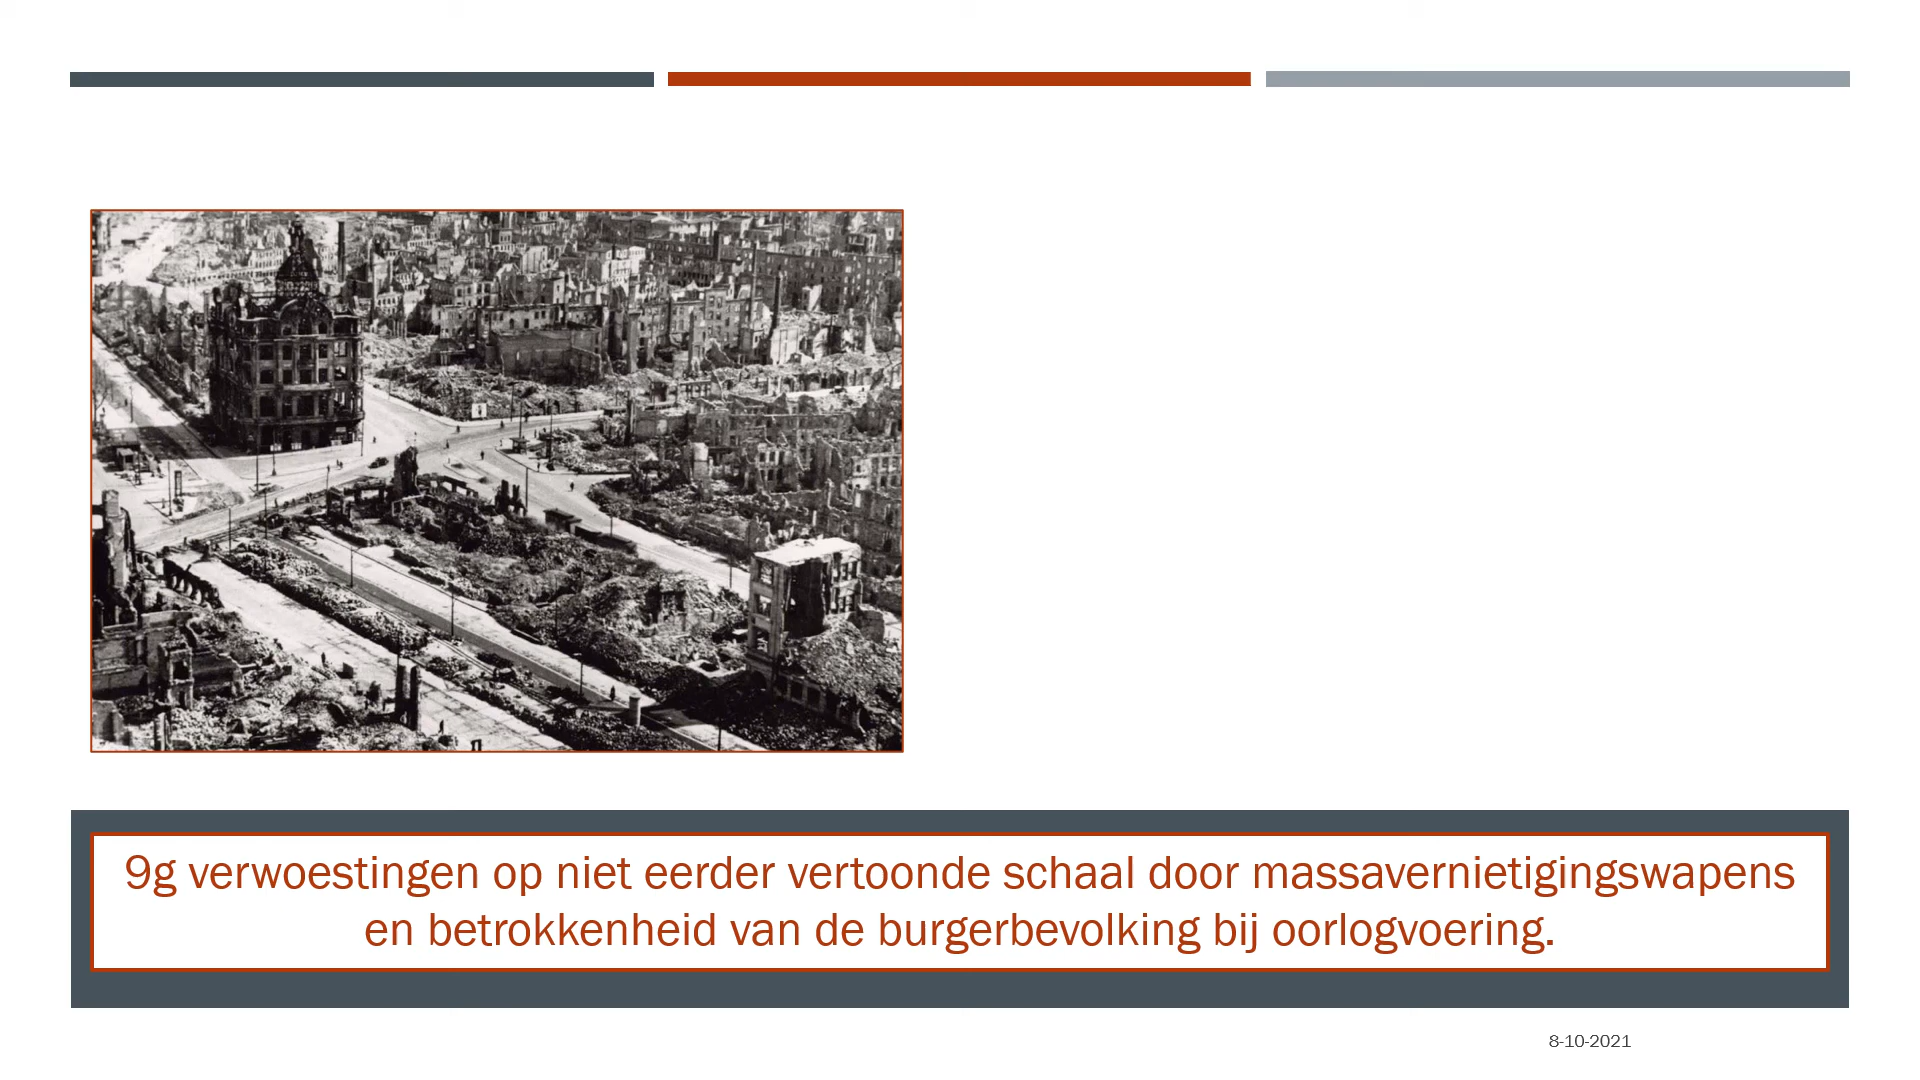 9g verwoestingen op niet eerder vertoonde schaal door massavernietigingswapens
en betrokkenheid van de burgerbevolking bij oorlogvoering.
8-10-2021